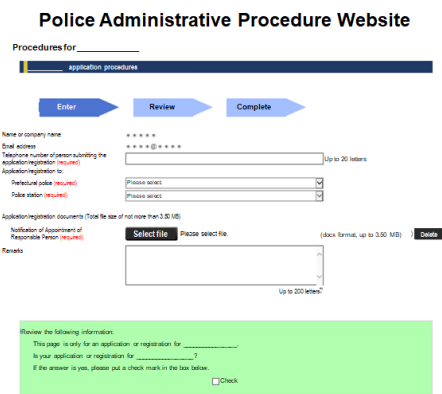 Police Administrative Procedure Website
Procedures for___________
________ application procedures
Enter
Review
Complete
Name or company name
*****
Email address
****@****
Telephone number of person submitting the
application/registration (required)
Up to 20 letters
Application/registration to:
Prefectural police (required)
Please select.
Police station (required)
Please select.
Application/registration documents (Total file size of not more than 3.50 MB)
Notification of Appointment of
Responsible Person (required)
Select file
Please select file.
(docx format, up to 3.50 MB)
)
Delete
Remarks
Up to 200 letters
Review the following information:
This page is only for an application or registration for ______________.
Is your application or registration for ______________?
If the answer is yes, please put a check mark in the box below.
Check